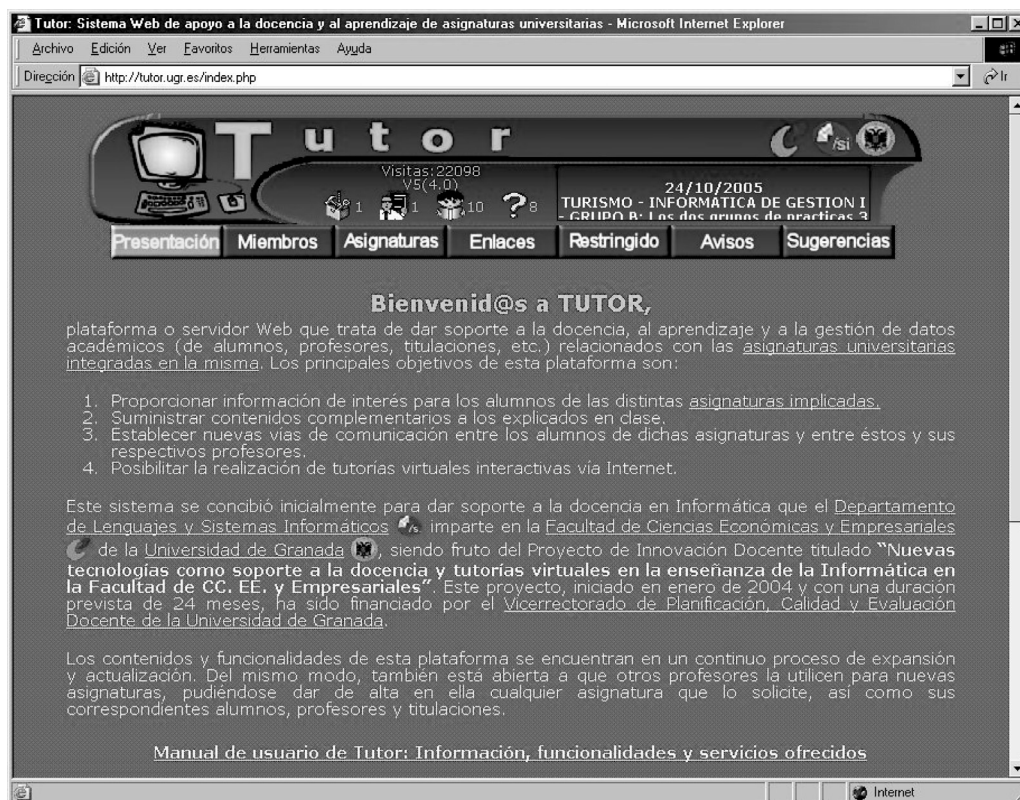 Tutor: Sistema Web de apoyo a la docencia y al aprendizaje de asignaturas universitarias - Microsoft Internet Explorer
Archivo Edición Ver Favoritos Herramientas Ayuda
Dirección http://tutor.ugr.es/index.php Ir
Tutor
/si
Visitas:22098
V5(4.0)
1 1 10 ? 8
24/10/2005
TURISMO - INFORMÁTICA DE GESTION I
- GRUPO B: Los dos grupos de practicas 3
Presentación Miembros Asignaturas Enlaces Restringido Avisos Sugerencias
Bienvenid@s a TUTOR,
plataforma o servidor Web que trata de dar soporte a la docencia, al aprendizaje y a la gestión de datos
académicos (de alumnos, profesores, titulaciones, etc.) relacionados con las asignaturas universitarias
integradas en la misma. Los principales objetivos de esta plataforma son:
1. Proporcionar información de interés para los alumnos de las distintas asignaturas implicadas.
2. Suministrar contenidos complementarios a los explicados en clase.
3. Establecer nuevas vías de comunicación entre los alumnos de dichas asignaturas y entre éstos y sus
respectivos profesores.
4. Posibilitar la realización de tutorías virtuales interactivas vía Internet.
Este sistema se concibió inicialmente para dar soporte a la docencia en Informática que el Departamento
de Lenguajes y Sistemas Informáticos imparte en la Facultad de Ciencias Económicas y Empresariales
de la Universidad de Granada, siendo fruto del Proyecto de Innovación Docente titulado "Nuevas
tecnologías como soporte a la docencia y tutorías virtuales en la enseñanza de la Informática en
la Facultad de CC. EE. y Empresariales". Este proyecto, iniciado en enero de 2004 y con una duración
prevista de 24 meses, ha sido financiado por el Vicerrectorado de Planificación, Calidad y Evaluación
Docente de la Universidad de Granada.
Los contenidos y funcionalidades de esta plataforma se encuentran en un continuo proceso de expansión
y actualización. Del mismo modo, también está abierta a que otros profesores la utilicen para nuevas
asignaturas, pudiéndose dar de alta en ella cualquier asignatura que lo solicite, así como sus
correspondientes alumnos, profesores y titulaciones.
Manual de usuario de Tutor: Información, funcionalidades y servicios ofrecidos
Internet